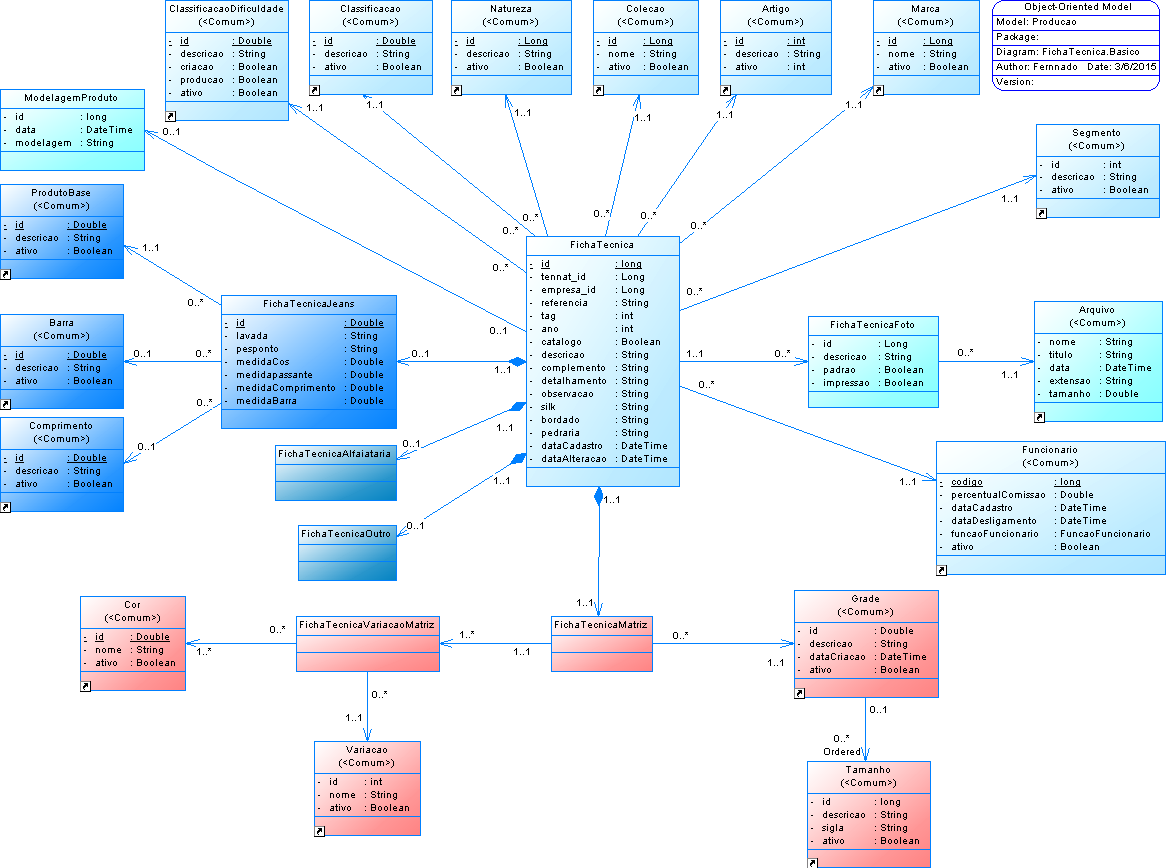 ClassificacaoDificuldade
(<Comum>)
- id : Double
- descricao : String
- criacao : Boolean
- producao : Boolean
- ativo : Boolean
Classificacao
(<Comum>)
- id : Double
- descricao : String
- ativo : Boolean
Natureza
(<Comum>)
- id : Long
- descricao : String
- ativo : Boolean
Colecao
(<Comum>)
- id : Long
- nome : String
- ativo : Boolean
Artigo
(<Comum>)
- id : int
- descricao : String
- ativo : int
Marca
(<Comum>)
- id : Long
- nome : String
- ativo : Boolean
Object-Oriented Model
Model: Producao
Package:
Diagram: FichaTecnica.Basico
Author: Fernnado Date: 3/6/2015
Version:
ModelagemProduto
- id : long
- data : DateTime
- modelagem : String
0..1
1..1
1..1
1..1
1..1
1..1
1..1
Segmento
(<Comum>)
- id : int
- descricao : String
- ativo : Boolean
1..1
ProdutoBase
(<Comum>)
- id : Double
- descricao : String
- ativo : Boolean
1..1
0..*
0..*
0..*
0..*
0..*
0..*
0..*
0..*
0..1
FichaTecnica
- id : long
- tennat_id : Long
- empresa_id : Long
- referencia : String
- tag : int
- ano : int
- catalogo : Boolean
- descricao : String
- complemento : String
- detalhamento : String
- observacao : String
- silk : String
- bordado : String
- pedraria : String
- dataCadastro : DateTime
- dataAlteracao : DateTime
FichaTecnicaJeans
- id : Double
- lavada : String
- pesponto : String
- medidaCos : Double
- medidapassante : Double
- medidaComprimento : Double
- medidaBarra : Double
0..1
1..1
Barra
(<Comum>)
- id : Double
- descricao : String
- ativo : Boolean
0..1
0..*
0..*
Comprimento
(<Comum>)
- id : Double
- descricao : String
- ativo : Boolean
0..1
FichaTecnicaFoto
- id : Long
- descricao : String
- padrao : Boolean
- impressao : Boolean
1..1
0..*
0..*
1..1
Arquivo
(<Comum>)
- nome : String
- titulo : String
- data : DateTime
- extensao : String
- tamanho : Double
0..*
1..1
Funcionario
(<Comum>)
- codigo : long
- percentualComissao : Double
- dataCadastro : DateTime
- dataDesligamento : DateTime
- funcaoFuncionario : FuncaoFuncionario
- ativo : Boolean
FichaTecnicaAlfaiataria
0..1
1..1
FichaTecnicaOutro
0..1
1..1
1..1
1..1
Cor
(<Comum>)
- id : Double
- nome : String
- ativo : Boolean
1..*
0..*
FichaTecnicaVariacaoMatriz
1..*
1..1
FichaTecnicaMatriz
0..*
1..1
Grade
(<Comum>)
- id : Double
- descricao : String
- dataCriacao : DateTime
- ativo : Boolean
0..*
1..1
Variacao
(<Comum>)
- id : int
- nome : String
- ativo : Boolean
0..1
0..*
Ordered
Tamanho
(<Comum>)
- id : long
- descricao : String
- sigla : String
- ativo : Boolean